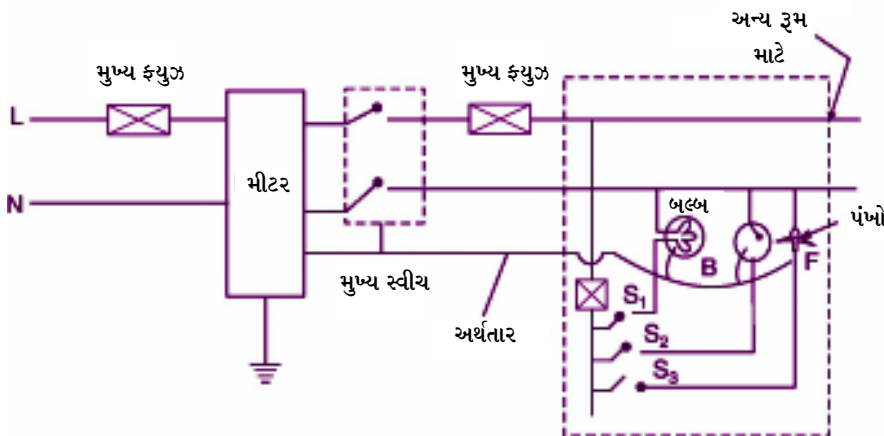 અન્ય રૂમ
માટે
મુખ્ય ફ્યુઝ
મુખ્ય ફ્યુઝ
L
N
મીટર
બલ્બ
B
પંખો
F
મુખ્ય સ્વીચ
અર્થતાર
S₁
S₂
S₃